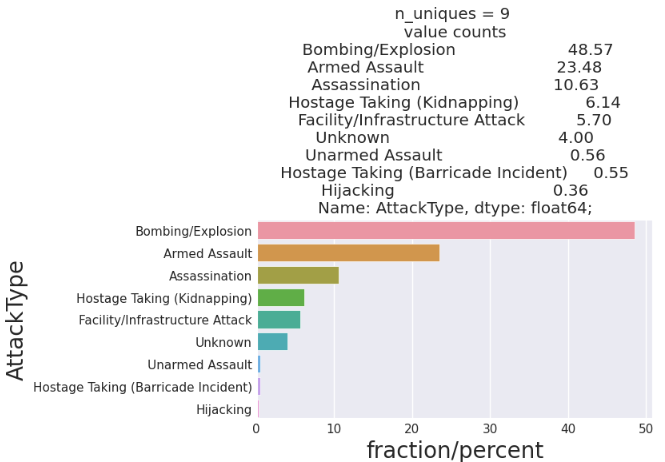 n_uniques = 9
value counts
Bombing/Explosion 48.57
Armed Assault 23.48
Assassination 10.63
Hostage Taking (Kidnapping) 6.14
Facility/Infrastructure Attack 5.70
Unknown 4.00
Unarmed Assault 0.56
Hostage Taking (Barricade Incident) 0.55
Hijacking 0.36
Name: AttackType, dtype: float64;
AttackType
Bombing/Explosion
Armed Assault
Assassination
Hostage Taking (Kidnapping)
Facility/Infrastructure Attack
Unknown
Unarmed Assault
Hostage Taking (Barricade Incident)
Hijacking
0 10 20 30 40 50
fraction/percent